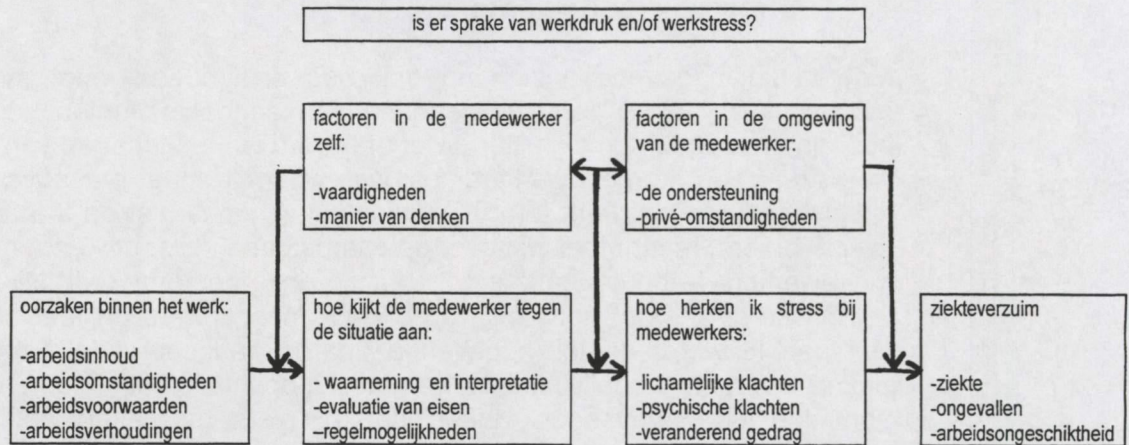 is er sprake van werkdruk en/of werkstress?
factoren in de medewerker
zelf:
-vaardigheden
-manier van denken
factoren in de omgeving
van de medewerker:
-de ondersteuning
-privé-omstandigheden
oorzaken binnen het werk:
-arbeidsinhoud
-arbeidsomstandigheden
-arbeidsvoorwaarden
-arbeidsverhoudingen
hoe kijkt de medewerker tegen
de situatie aan:
-waarneming en interpretatie
-evaluatie van eisen
-regelmogelijkheden
hoe herken ik stress bij
medewerkers:
-lichamelijke klachten
-psychische klachten
-veranderend gedrag
ziekteverzuim
-ziekte
-ongevallen
-arbeidsongeschiktheid